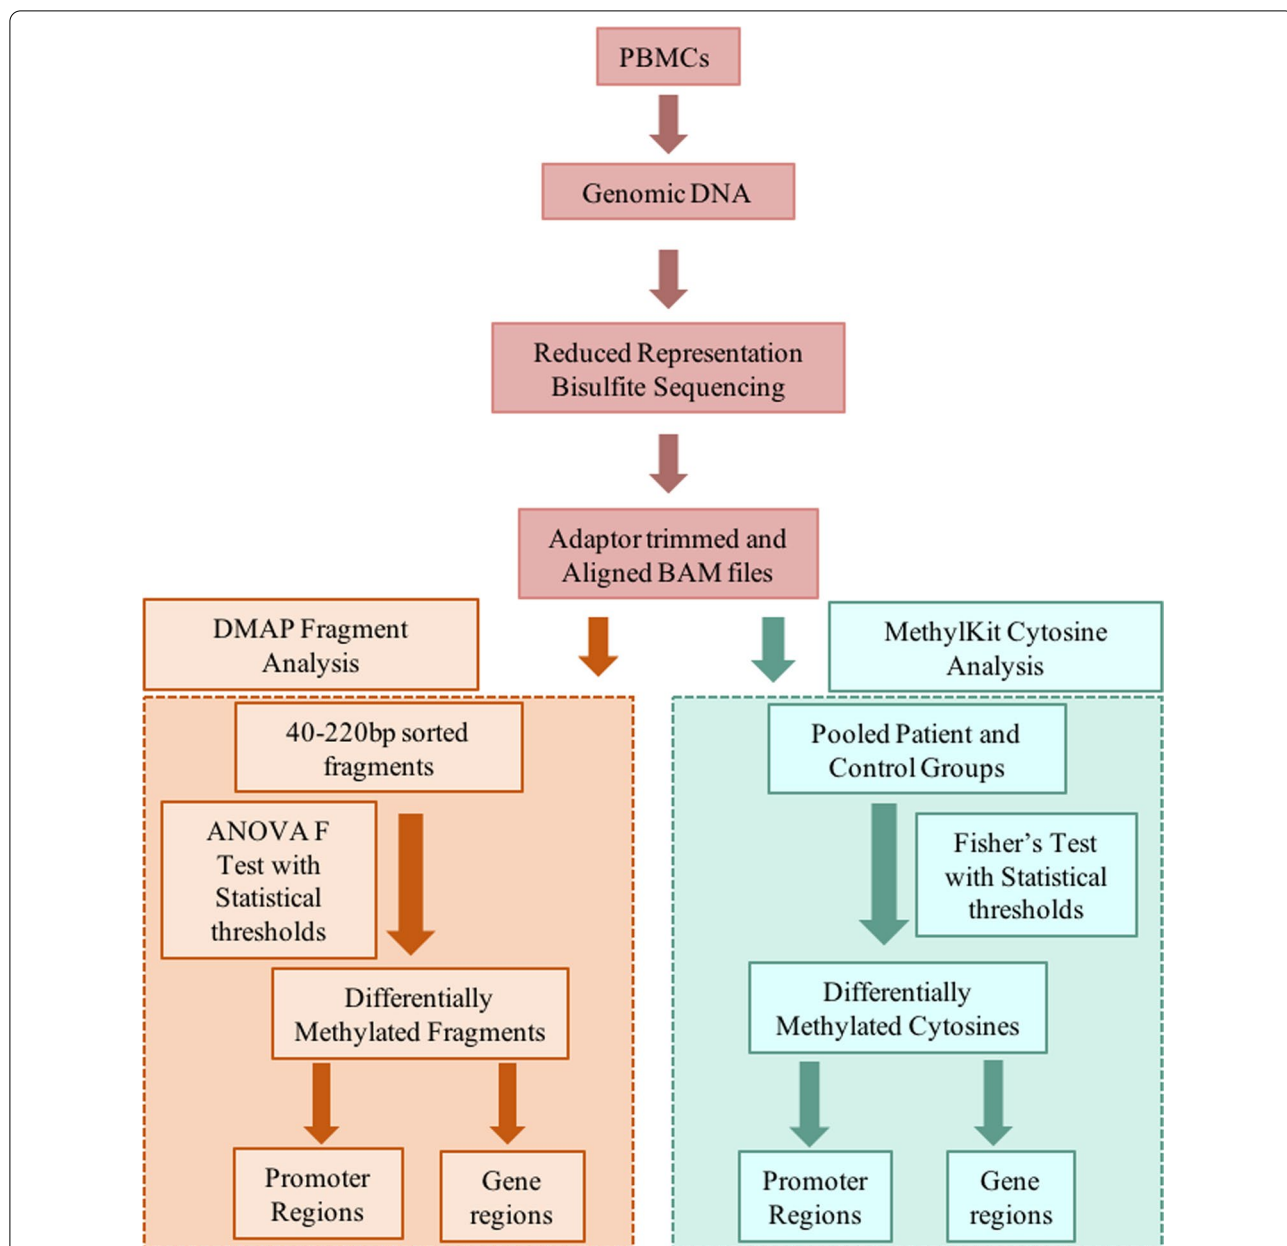 PBMCs
Genomic DNA
Reduced Representation
Bisulfite Sequencing
Adaptor trimmed and
Aligned BAM files
DMAP Fragment
Analysis
MethylKit Cytosine
Analysis
40-220bp sorted
fragments
ANOVA F
Test with
Statistical
thresholds
Differentially
Methylated Fragments
Promoter
Regions
Gene
regions
Pooled Patient and
Control Groups
Fisher’s Test
with Statistical
thresholds
Differentially
Methylated Cytosines
Promoter
Regions
Gene
regions